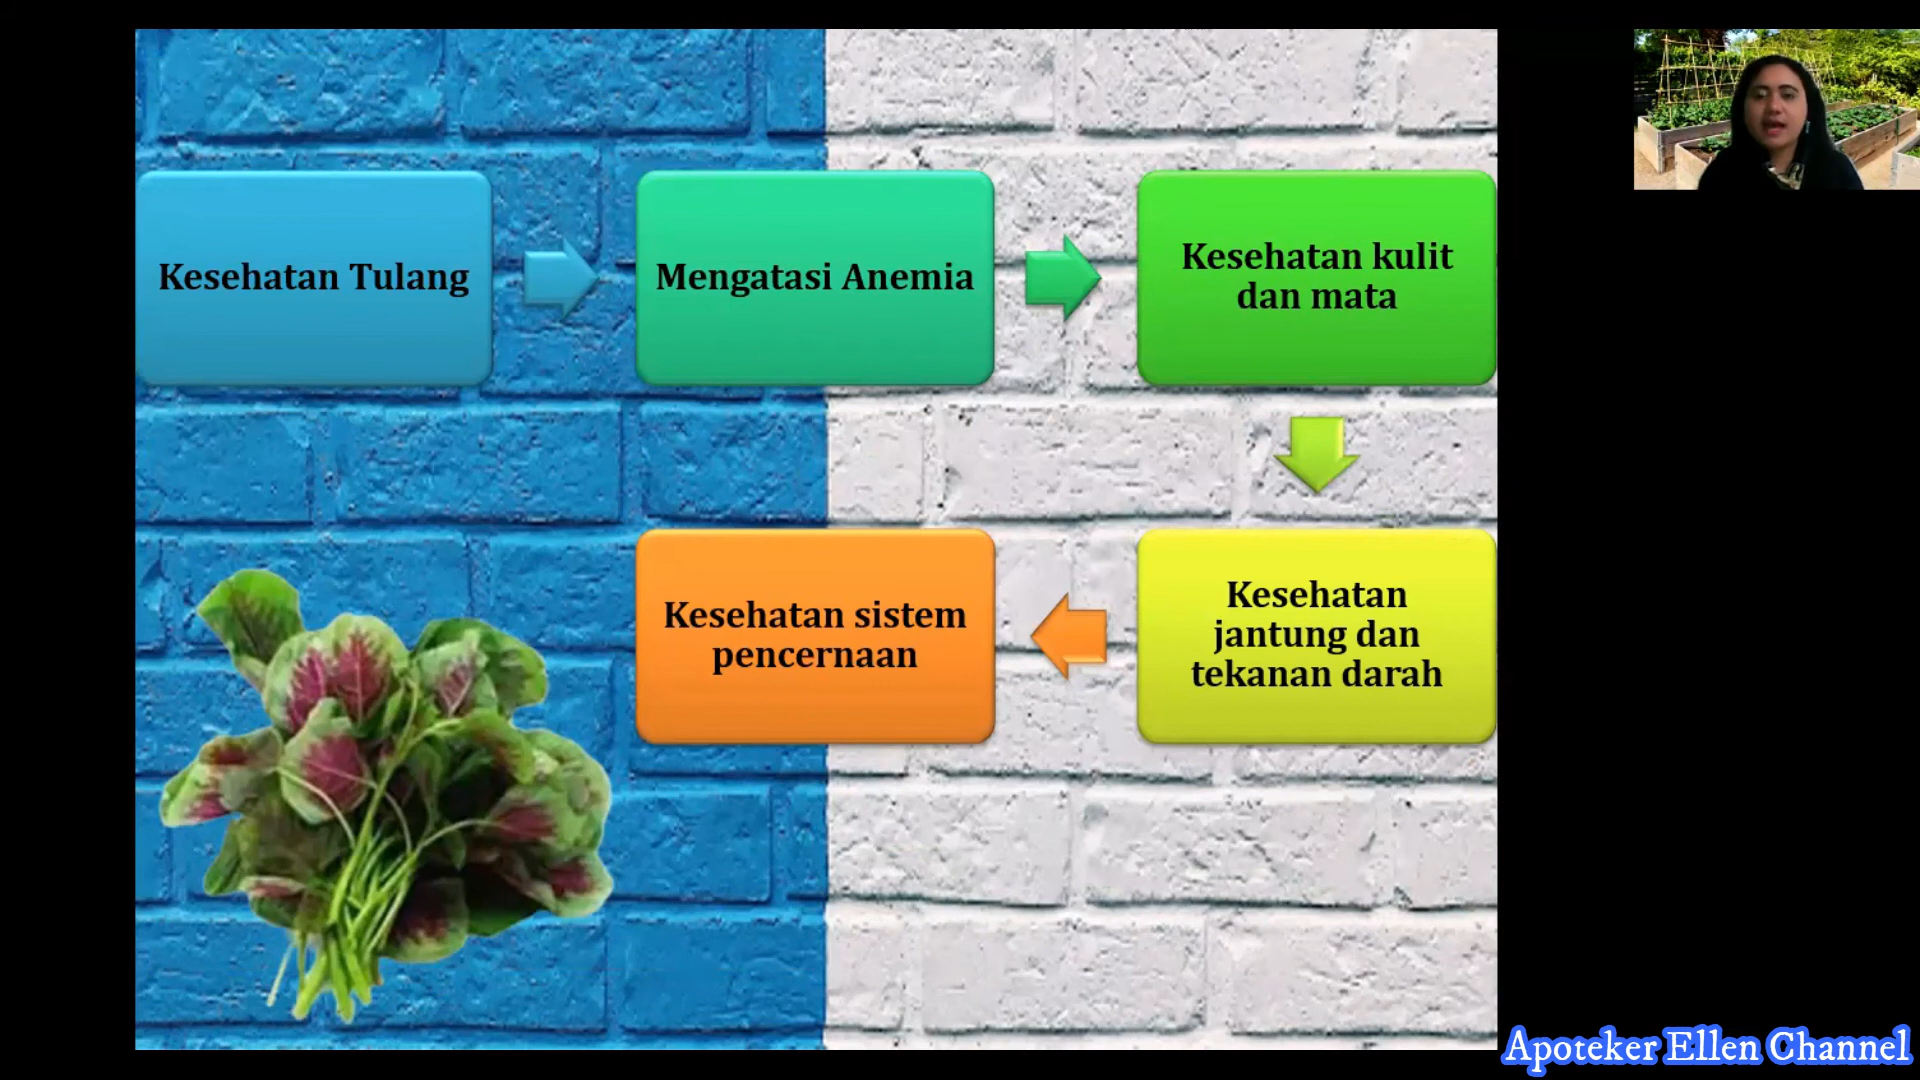 Kesehatan Tulang
Mengatasi Anemia
Kesehatan kulit
dan mata
Kesehatan
jantung dan
tekanan darah
Kesehatan sistem
pencernaan
Apoteker Ellen Channel